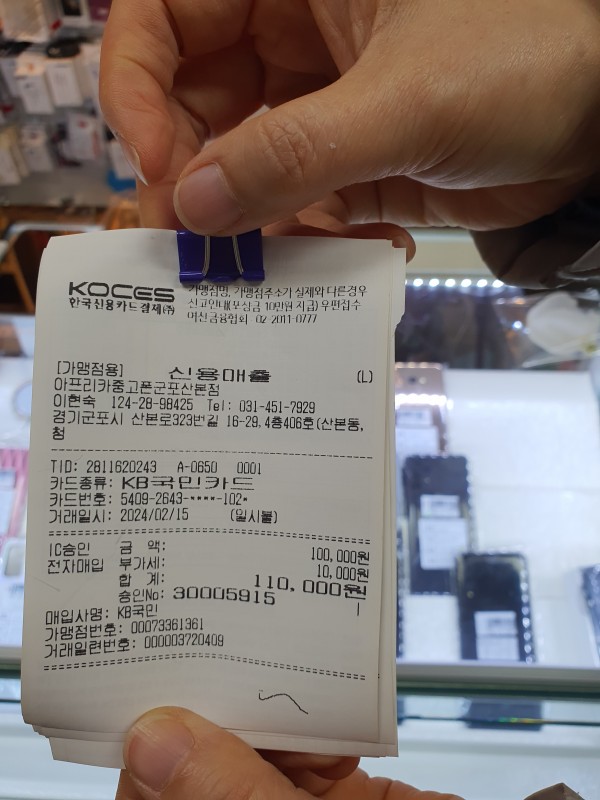 KOCES
한국신용카드결제(주)
가맹점명, 가맹점주소가 실제와 다른경우
신고안내(포상금 10만원 지급)우편접수
여신금융협회 02-2011-0777
[가맹점용] 신용매출 (L)
아프리카중고폰군포산본점
이현숙 124-28-98425 Tel: 031-451-7929
경기군포시 산본로323번길 16-29, 4층406호(산본동,
청
TID: 2811620243 A-0650 0001
카드종류: KB국민카드
카드번호: 5409-2643-****-102*
거래일시: 2024/02/15 (일시불)
IC승인 금 액: 100,000원
전자매입 부가세: 10,000원
합 계: 110,000원
승인No: 30005915
매입사명: KB국민
가맹점번호: 00073361361
거래일련번호: 000003720409